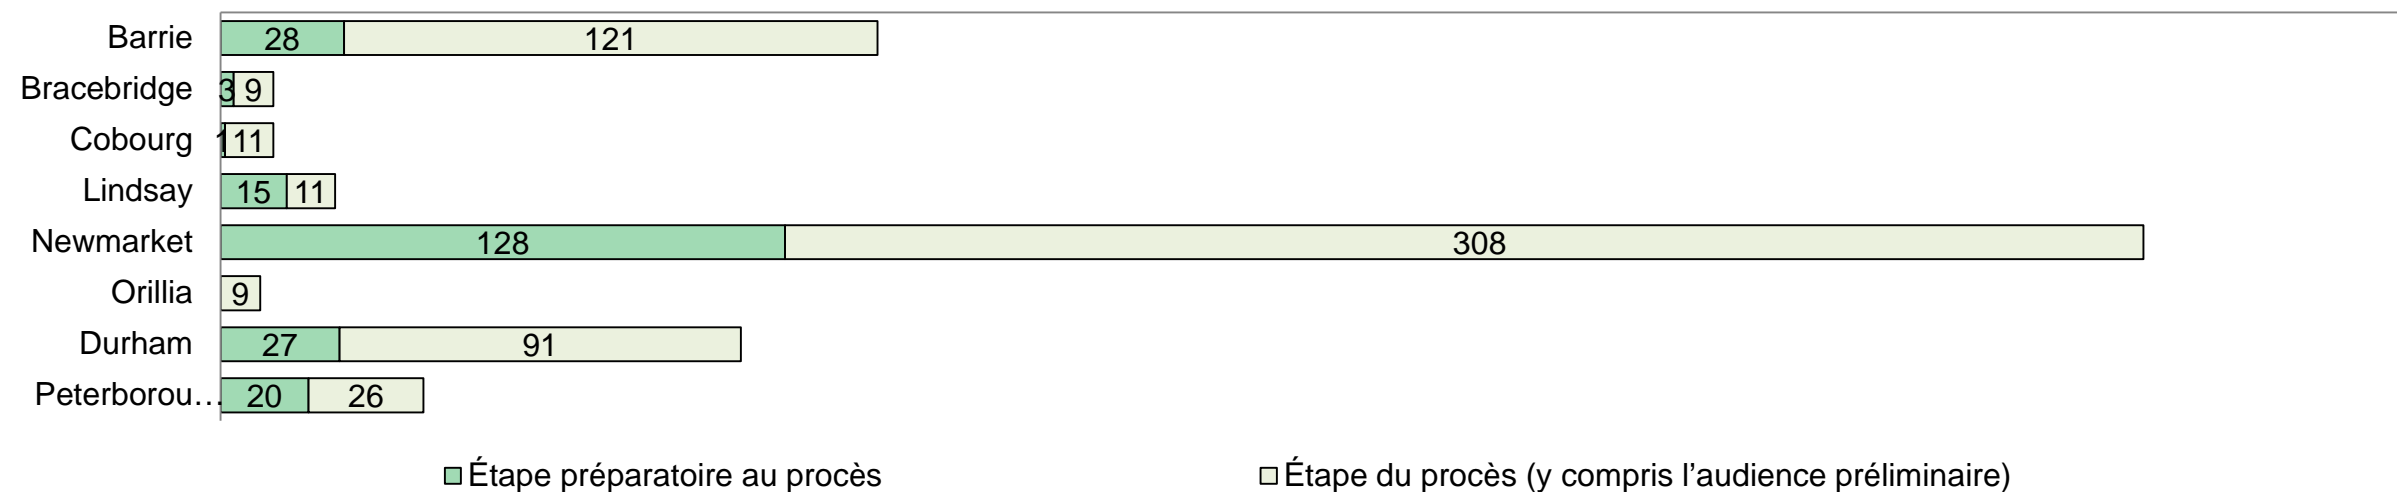 Barrie 28 121
Bracebridge 3 9
Cobourg 1 11
Lindsay 15 11
Newmarket 128 308
Orillia 9
Durham 27 91
Peterborou… 20 26
Étape préparatoire au procès Étape du procès (y compris l’audience préliminaire)